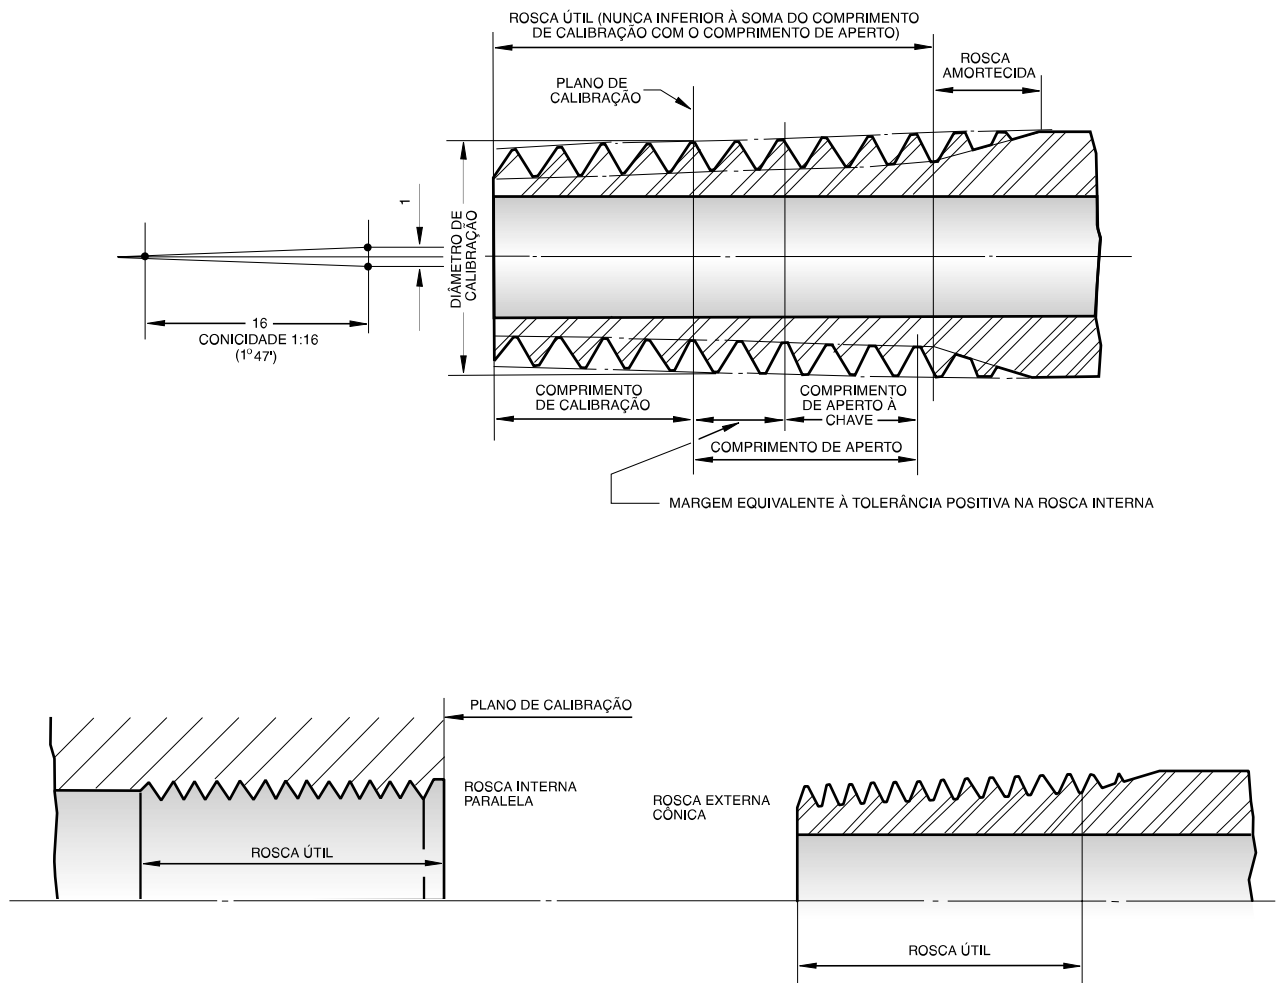 ROSCA ÚTIL (NUNCA INFERIOR À SOMA DO COMPRIMENTO
DE CALIBRAÇÃO COM O COMPRIMENTO DE APERTO)
ROSCA
AMORTECIDA
PLANO DE
CALIBRAÇÃO
1
DIÂMETRO DE
CALIBRAÇÃO
16
CONICIDADE 1:16
(1º 47')
COMPRIMENTO
DE CALIBRAÇÃO
COMPRIMENTO
DE APERTO À
CHAVE
COMPRIMENTO DE APERTO
MARGEM EQUIVALENTE À TOLERÂNCIA POSITIVA NA ROSCA INTERNA
PLANO DE CALIBRAÇÃO
ROSCA INTERNA
PARALELA
ROSCA EXTERNA
CÔNICA
ROSCA ÚTIL
ROSCA ÚTIL